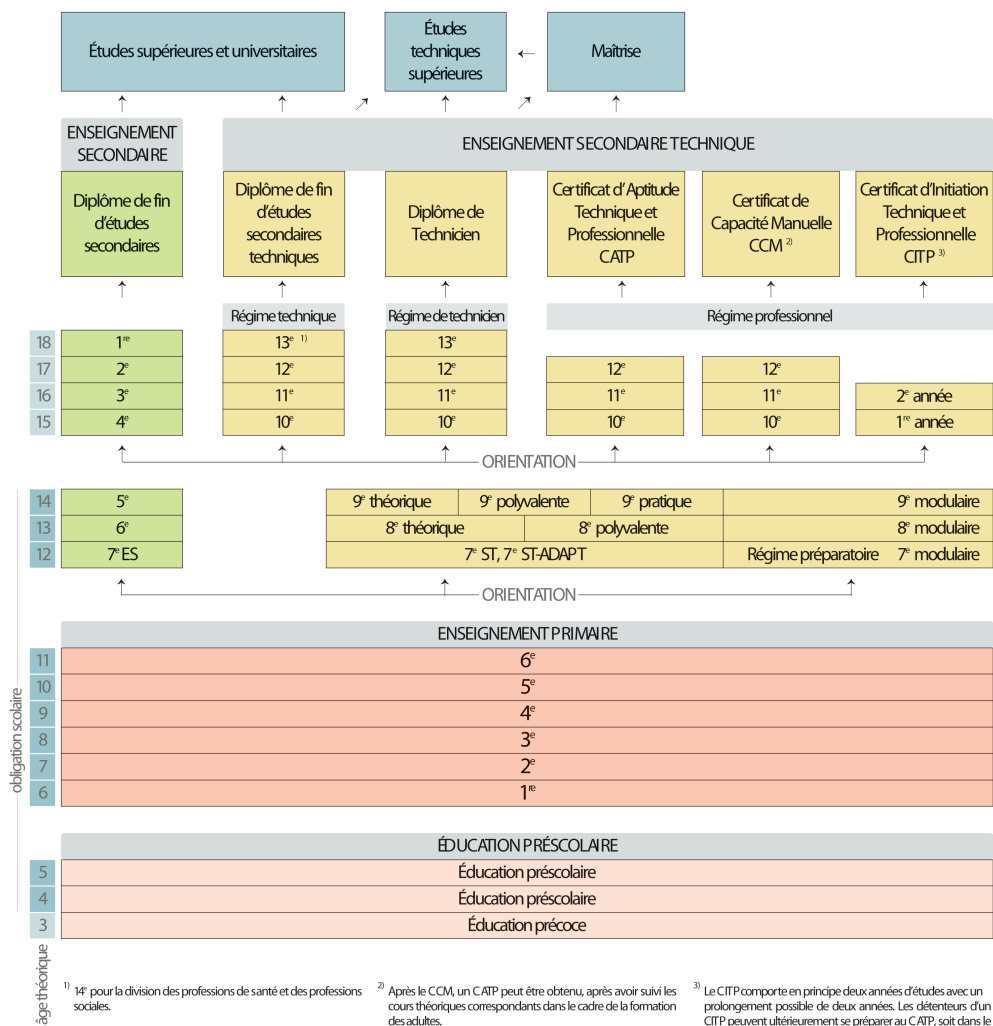 Études supérieures et universitaires
Études
techniques
supérieures
Maîtrise
ENSEIGNEMENT
SECONDAIRE
ENSEIGNEMENT SECONDAIRE TECHNIQUE
Diplôme de fin
d'études
secondaires
Diplôme de fin
d'études
secondaires
techniques
Diplôme de
Technicien
Certificat d'Aptitude
Technique et
Professionnelle
CATP
Certificat de
Capacité Manuelle
CCM 2)
Certificat d'Initiation
Technique et
Professionnelle
CITP 3)
Régime technique
Régime de technicien
Régime professionnel
18 1re 13e 1) 13e
17 2e 12e 12e 12e 12e
16 3e 11e 11e 11e 11e 2e année
15 4e 10e 10e 10e 10e 1re année
ORIENTATION
14 5e 9e théorique 9e polyvalente 9e pratique 9e modulaire
13 6e 8e théorique 8e polyvalente 8e modulaire
12 7e ES 7e ST, 7e ST-ADAPT Régime préparatoire 7e modulaire
ORIENTATION
ENSEIGNEMENT PRIMAIRE
11 6e
10 5e
9 4e
8 3e
7 2e
6 1re
obligation scolaire
ÉDUCATION PRÉSCOLAIRE
5 Éducation préscolaire
4 Éducation préscolaire
3 Éducation précoce
âge théorique
1) 14e pour la division des professions de santé et des professions
sociales.
2) Après le CCM, un CATP peut être obtenu, après avoir suivi les
cours théoriques correspondants dans le cadre de la formation
des adultes.
3) Le CITP comporte en principe deux années d'études avec un
prolongement possible de deux années. Les détenteurs d'un
CITP peuvent ultérieurement se préparer au CATP, soit dans le